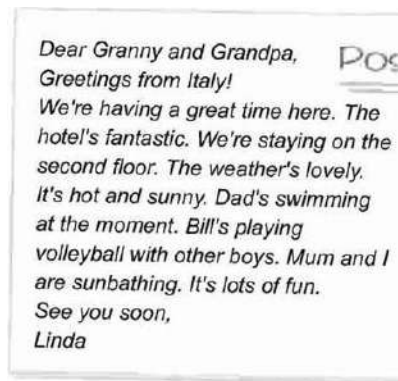 Dear Granny and Grandpa,
Greetings from Italy!
We're having a great time here. The
hotel's fantastic. We're staying on the
second floor. The weather's lovely.
It's hot and sunny. Dad's swimming
at the moment. Bill's playing
volleyball with other boys. Mum and I
are sunbathing. It's lots of fun.
See you soon,
Linda